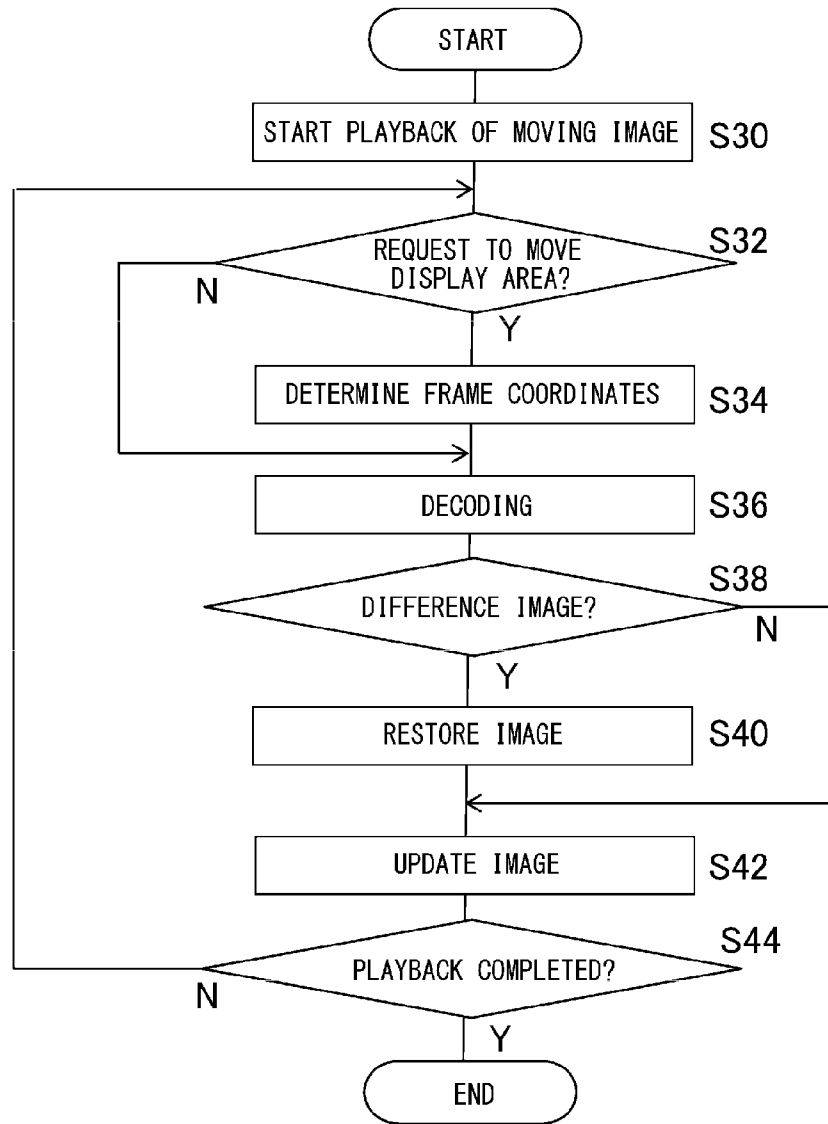 START
START PLAYBACK OF MOVING IMAGE
S30
REQUEST TO MOVE
DISPLAY AREA?
S32
N
Y
DETERMINE FRAME COORDINATES
S34
DECODING
S36
DIFFERENCE IMAGE?
S38
N
Y
RESTORE IMAGE
S40
UPDATE IMAGE
S42
PLAYBACK COMPLETED?
S44
N
Y
END